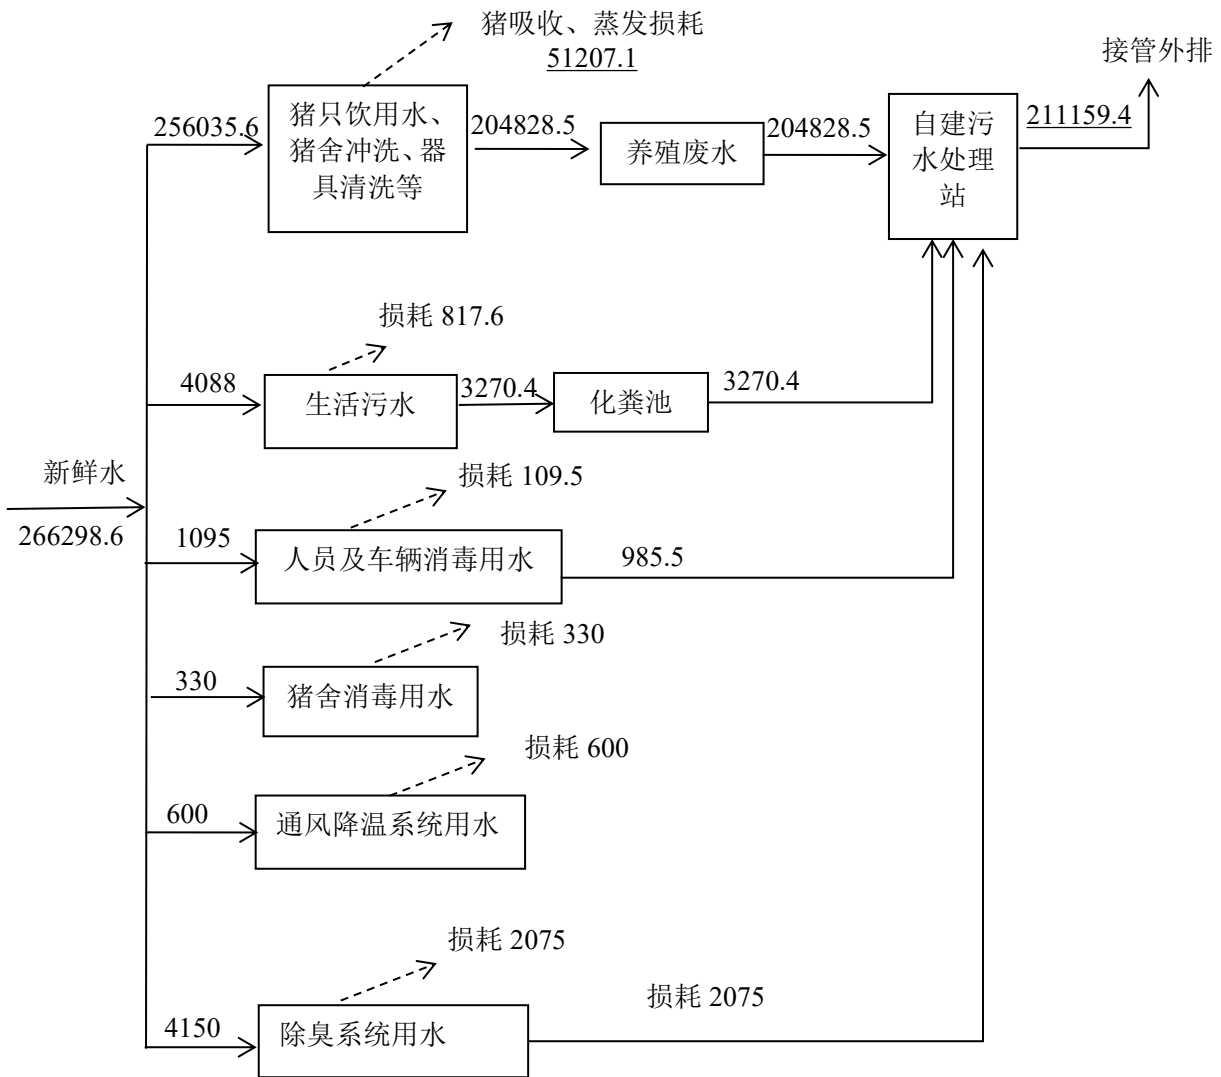 猪吸收、蒸发损耗
51207.1
接管外排
256035.6
猪只饮用水、
猪舍冲洗、器
具清洗等
204828.5
养殖废水
204828.5
自建污
水处理
站
211159.4
损耗 817.6
4088
生活污水
3270.4
化粪池
3270.4
新鲜水
266298.6
损耗 109.5
1095
人员及车辆消毒用水
985.5
损耗 330
330
猪舍消毒用水
损耗 600
600
通风降温系统用水
损耗 2075
4150
除臭系统用水
损耗 2075